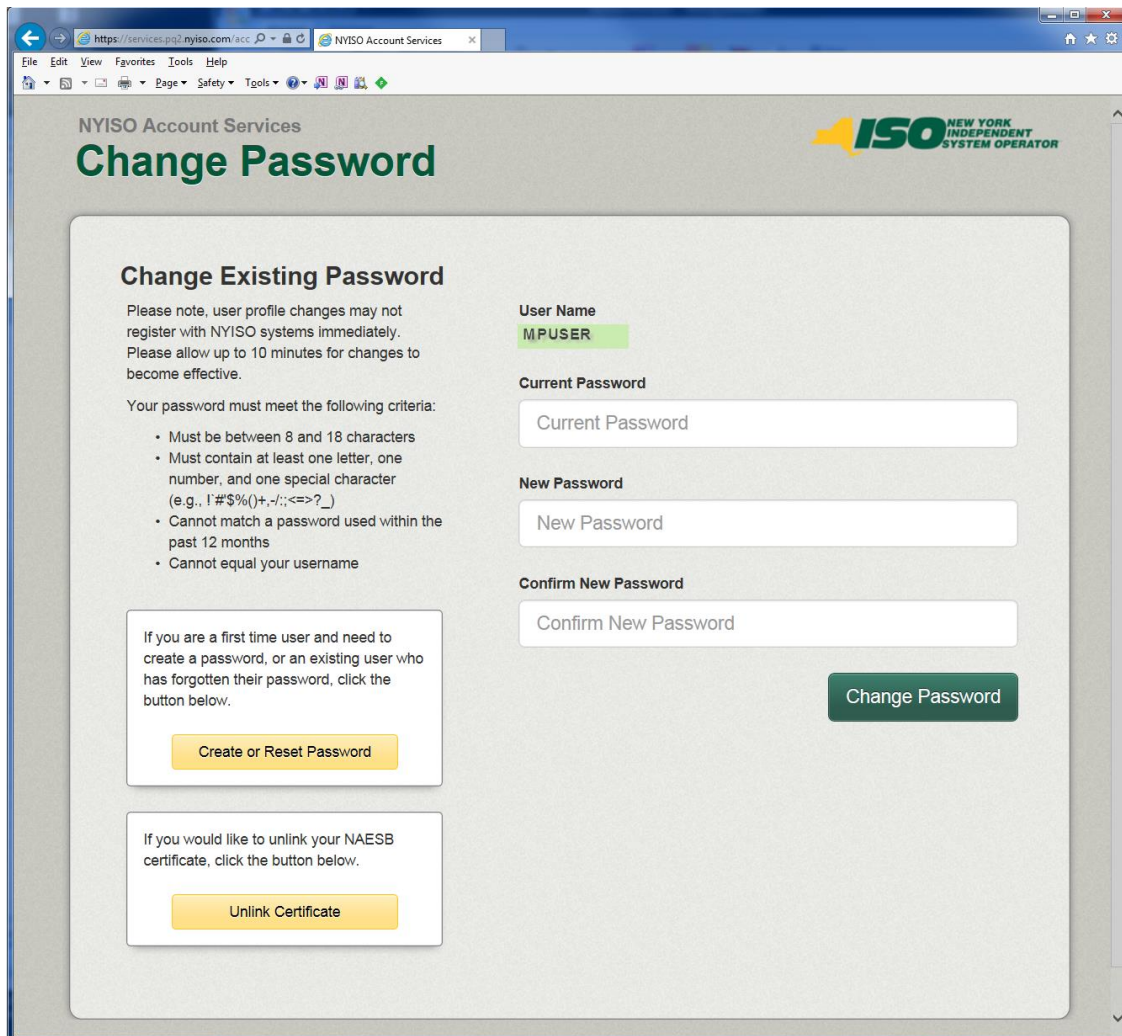 https://services.pq2.nyiso.com/acc
NYISO Account Services
File Edit View Favorites Tools Help
Page Safety Tools
NYISO Account Services
Change Password
ISO
NEW YORK
INDEPENDENT
SYSTEM OPERATOR
Change Existing Password
Please note, user profile changes may not
register with NYISO systems immediately.
Please allow up to 10 minutes for changes to
become effective.
Your password must meet the following criteria:
• Must be between 8 and 18 characters
• Must contain at least one letter, one
number, and one special character
(e.g., !`#'$%()+,-/:;<=>?_)
• Cannot match a password used within the
past 12 months
• Cannot equal your username
If you are a first time user and need to
create a password, or an existing user who
has forgotten their password, click the
button below.
Create or Reset Password
If you would like to unlink your NAESB
certificate, click the button below.
Unlink Certificate
User Name
MPUSER
Current Password
Current Password
New Password
New Password
Confirm New Password
Confirm New Password
Change Password